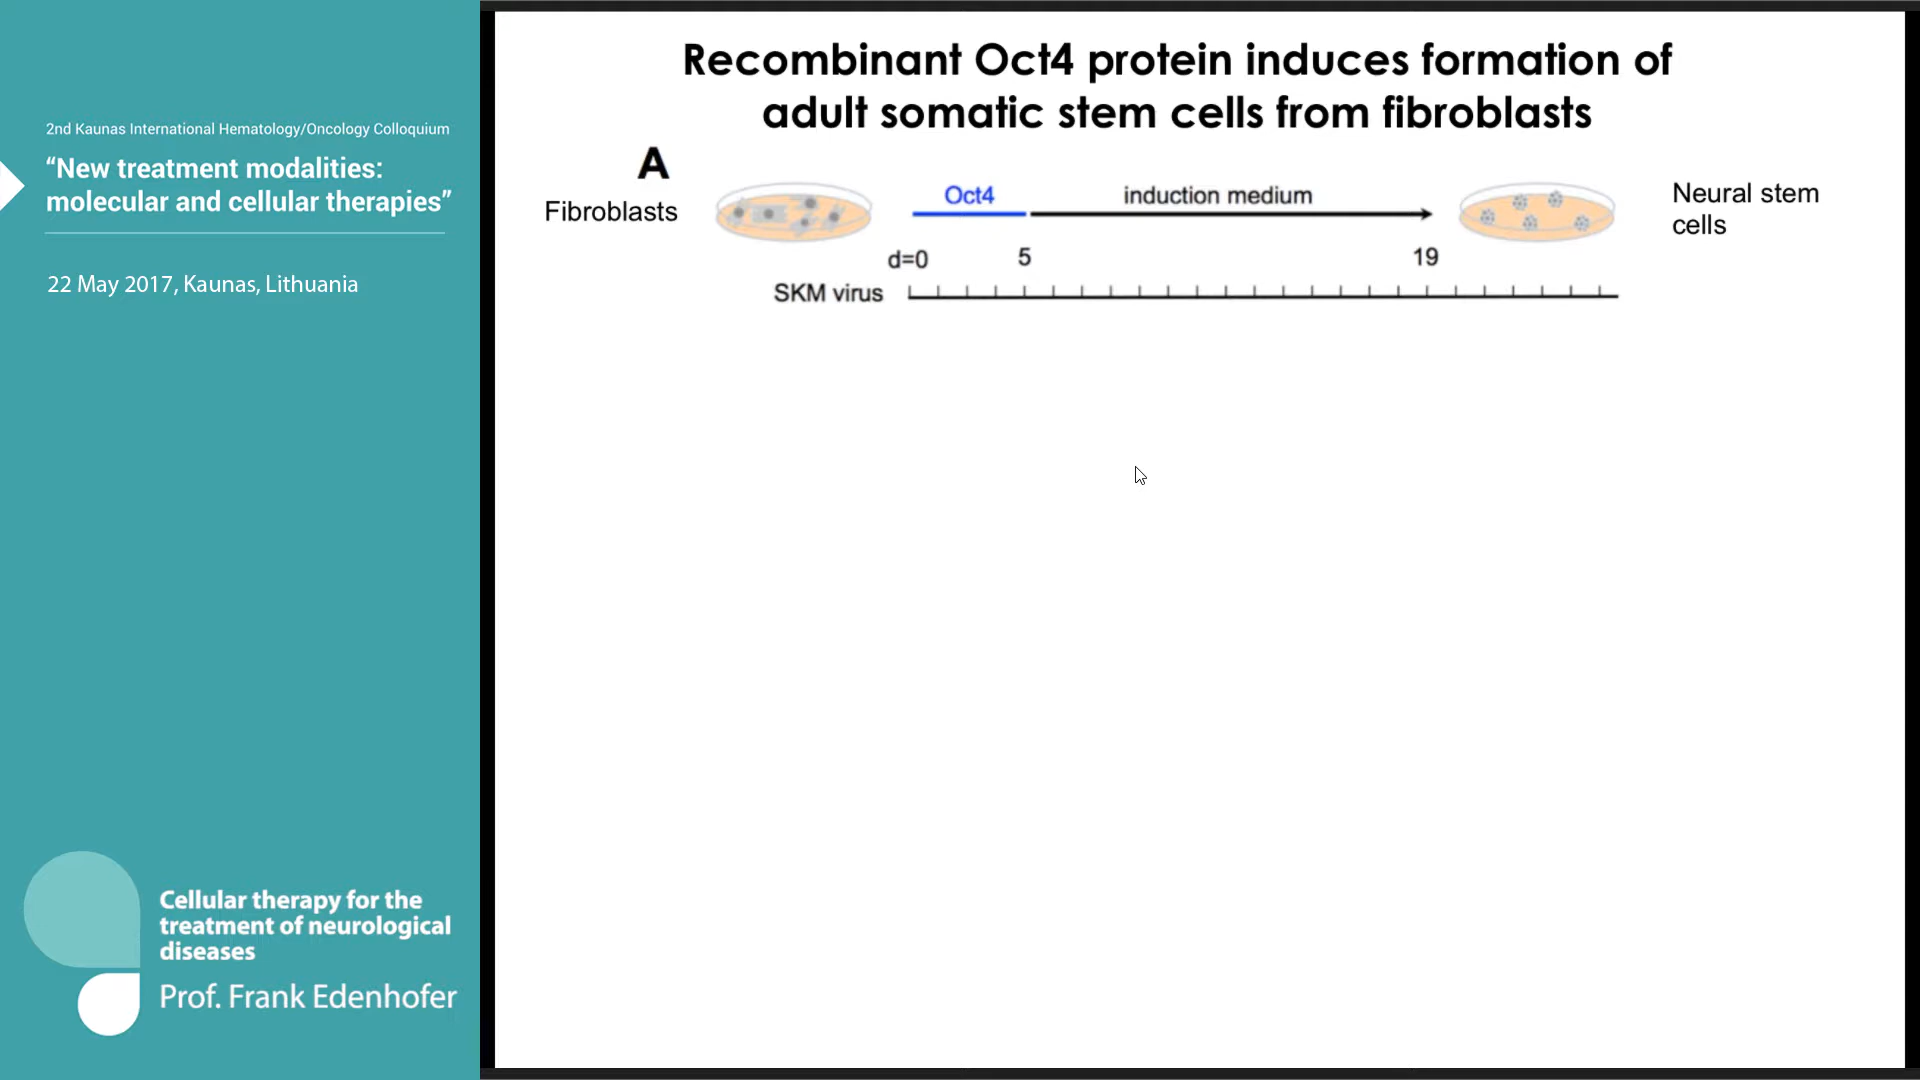 2nd Kaunas International Hematology/Oncology Colloquium
“New treatment modalities:
molecular and cellular therapies”
22 May 2017, Kaunas, Lithuania
Cellular therapy for the
treatment of neurological
diseases
Prof. Frank Edenhofer
Recombinant Oct4 protein induces formation of
adult somatic stem cells from fibroblasts
A
Fibroblasts
Oct4
induction medium
Neural stem
cells
d=0
5
19
SKM virus